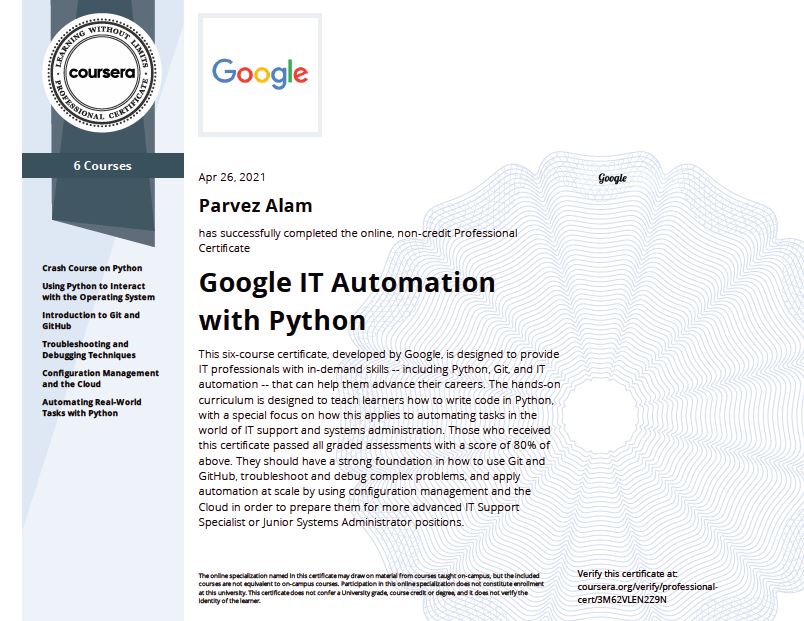 LEARNING WITHOUT LIMITS
coursera
PROFESSIONAL CERTIFICATE
6 Courses
Crash Course on Python
Using Python to Interact
with the Operating System
Introduction to Git and
GitHub
Troubleshooting and
Debugging Techniques
Configuration Management
and the Cloud
Automating Real-World
Tasks with Python
Google
Google
Apr 26, 2021
Parvez Alam
has successfully completed the online, non-credit Professional
Certificate
Google IT Automation
with Python
This six-course certificate, developed by Google, is designed to provide
IT professionals with in-demand skills -- including Python, Git, and IT
automation -- that can help them advance their careers. The hands-on
curriculum is designed to teach learners how to write code in Python,
with a special focus on how this applies to automating tasks in the
world of IT support and systems administration. Those who received
this certificate passed all graded assessments with a score of 80% of
above. They should have a strong foundation in how to use Git and
GitHub, troubleshoot and debug complex problems, and apply
automation at scale by using configuration management and the
Cloud in order to prepare them for more advanced IT Support
Specialist or Junior Systems Administrator positions.
The online specialization named in this certificate may draw on material from courses taught on-campus, but the included
courses are not equivalent to on-campus courses. Participation in this online specialization does not constitute enrollment
at this university. This certificate does not confer a University grade, course credit or degree, and it does not verify the
identity of the learner.
Verify this certificate at:
coursera.org/verify/professional-
cert/3M62VLEN2Z9N